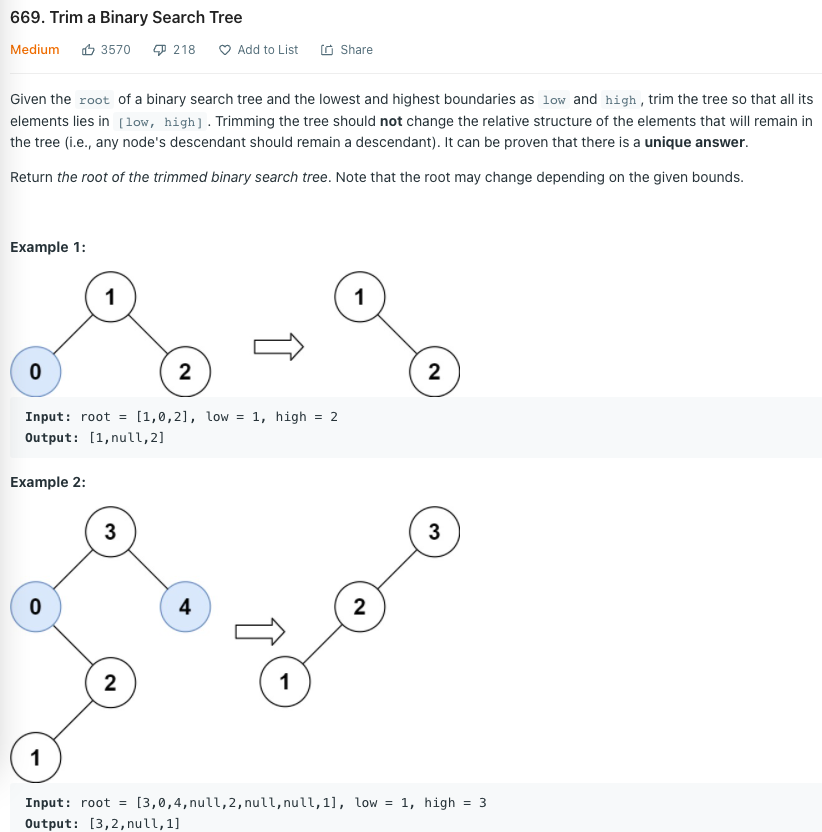 669. Trim a Binary Search Tree
Medium 3570 218 Add to List Share
Given the root of a binary search tree and the lowest and highest boundaries as low and high, trim the tree so that all its
elements lies in [low, high]. Trimming the tree should not change the relative structure of the elements that will remain in
the tree (i.e., any node's descendant should remain a descendant). It can be proven that there is a unique answer.
Return the root of the trimmed binary search tree. Note that the root may change depending on the given bounds.
Example 1:
1 1
0 2 2
Input: root = [1,0,2], low = 1, high = 2
Output: [1,null,2]
Example 2:
3 3
0 4 2
2 1
1
Input: root = [3,0,4,null,2,null,null,1], low = 1, high = 3
Output: [3,2,null,1]